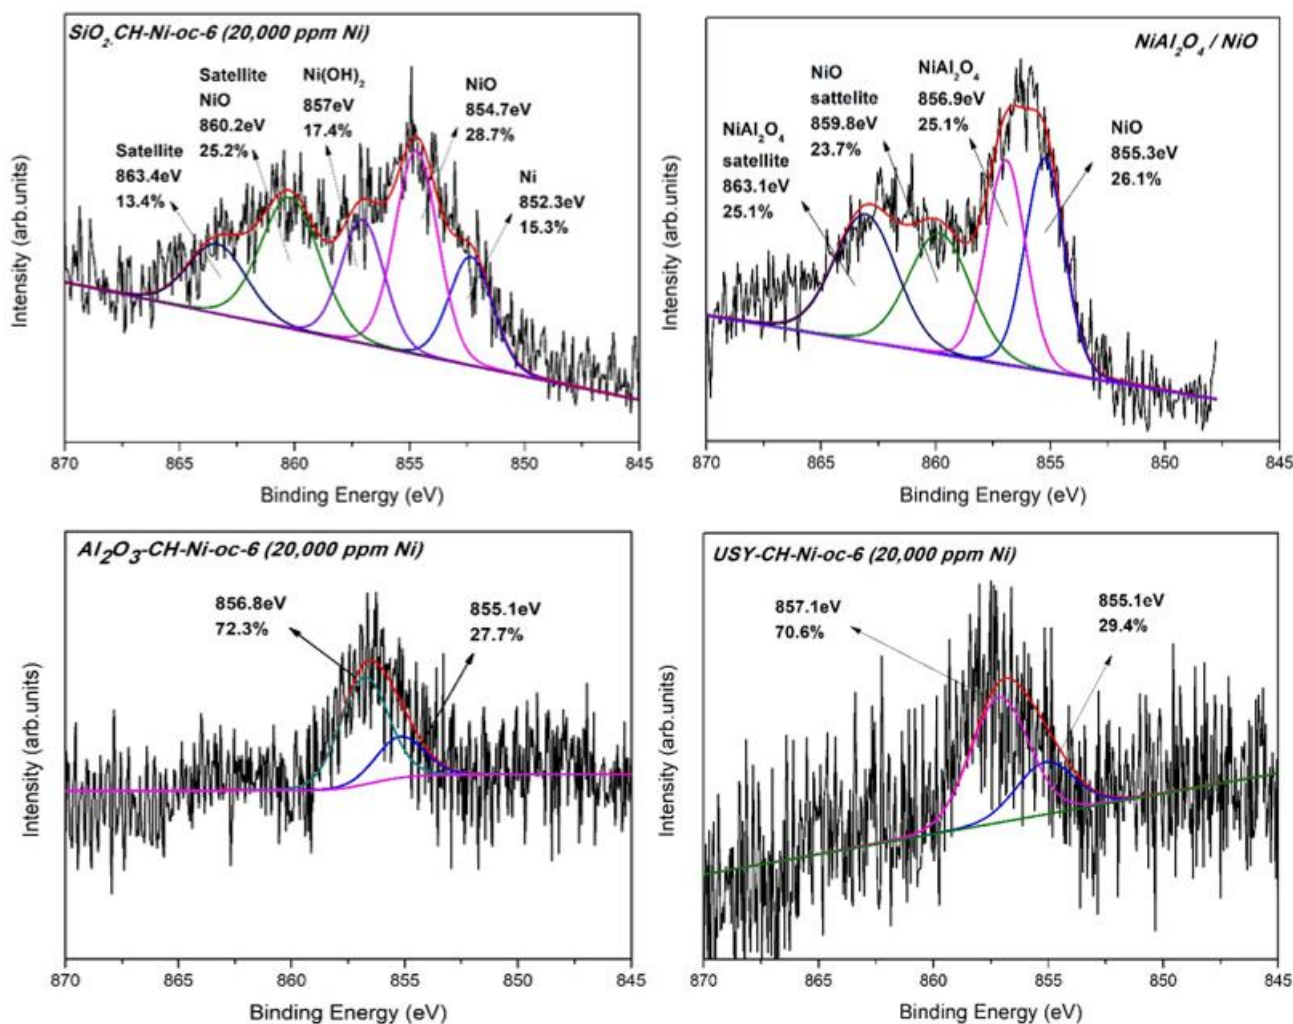 SiO2-CH-Ni-oc-6 (20,000 ppm Ni)
Satellite
NiO
860.2eV
25.2%
Ni(OH)2
857eV
17.4%
NiO
854.7eV
28.7%
Satellite
863.4eV
13.4%
Ni
852.3eV
15.3%
Intensity (arb.units)
870 865 860 855 850 845
Binding Energy (eV)
NiAl2O4 / NiO
NiO
sattelite
859.8eV
23.7%
NiAl2O4
856.9eV
25.1%
NiAl2O4
satellite
863.1eV
25.1%
NiO
855.3eV
26.1%
Intensity (arb.units)
870 865 860 855 850 845
Binding Energy (eV)
Al2O3-CH-Ni-oc-6 (20,000 ppm Ni)
856.8eV
72.3%
855.1eV
27.7%
Intensity (arb.units)
870 865 860 855 850 845
Binding Energy (eV)
USY-CH-Ni-oc-6 (20,000 ppm Ni)
857.1eV
70.6%
855.1eV
29.4%
Intensity (arb.units)
870 865 860 855 850 845
Binding Energy (eV)